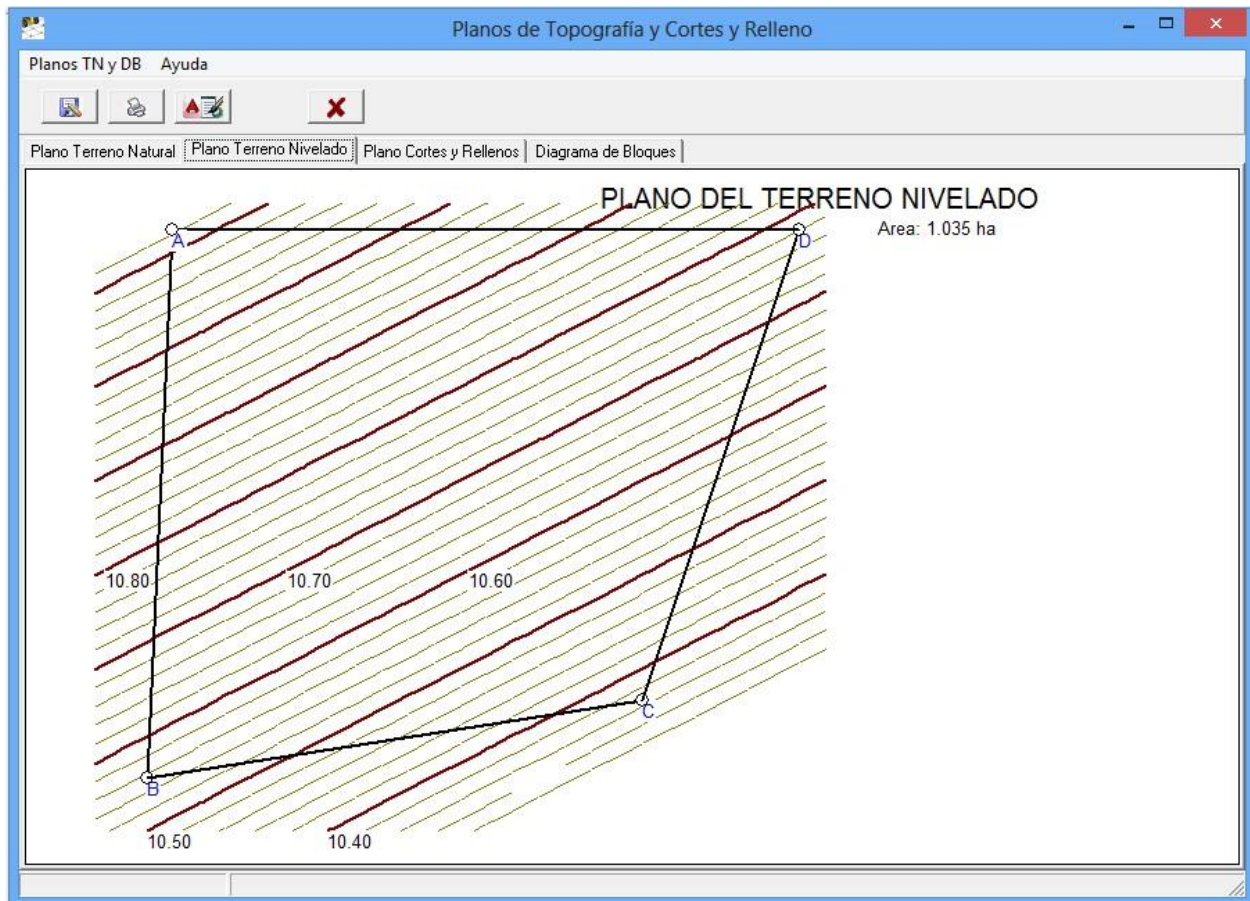 Planos de Topografía y Cortes y Relleno
Planos TN y DB Ayuda
Plano Terreno Natural Plano Terreno Nivelado Plano Cortes y Rellenos Diagrama de Bloques
PLANO DEL TERRENO NIVELADO
Area: 1.035 ha
A
D
10.80 10.70 10.60
C
B
10.50 10.40